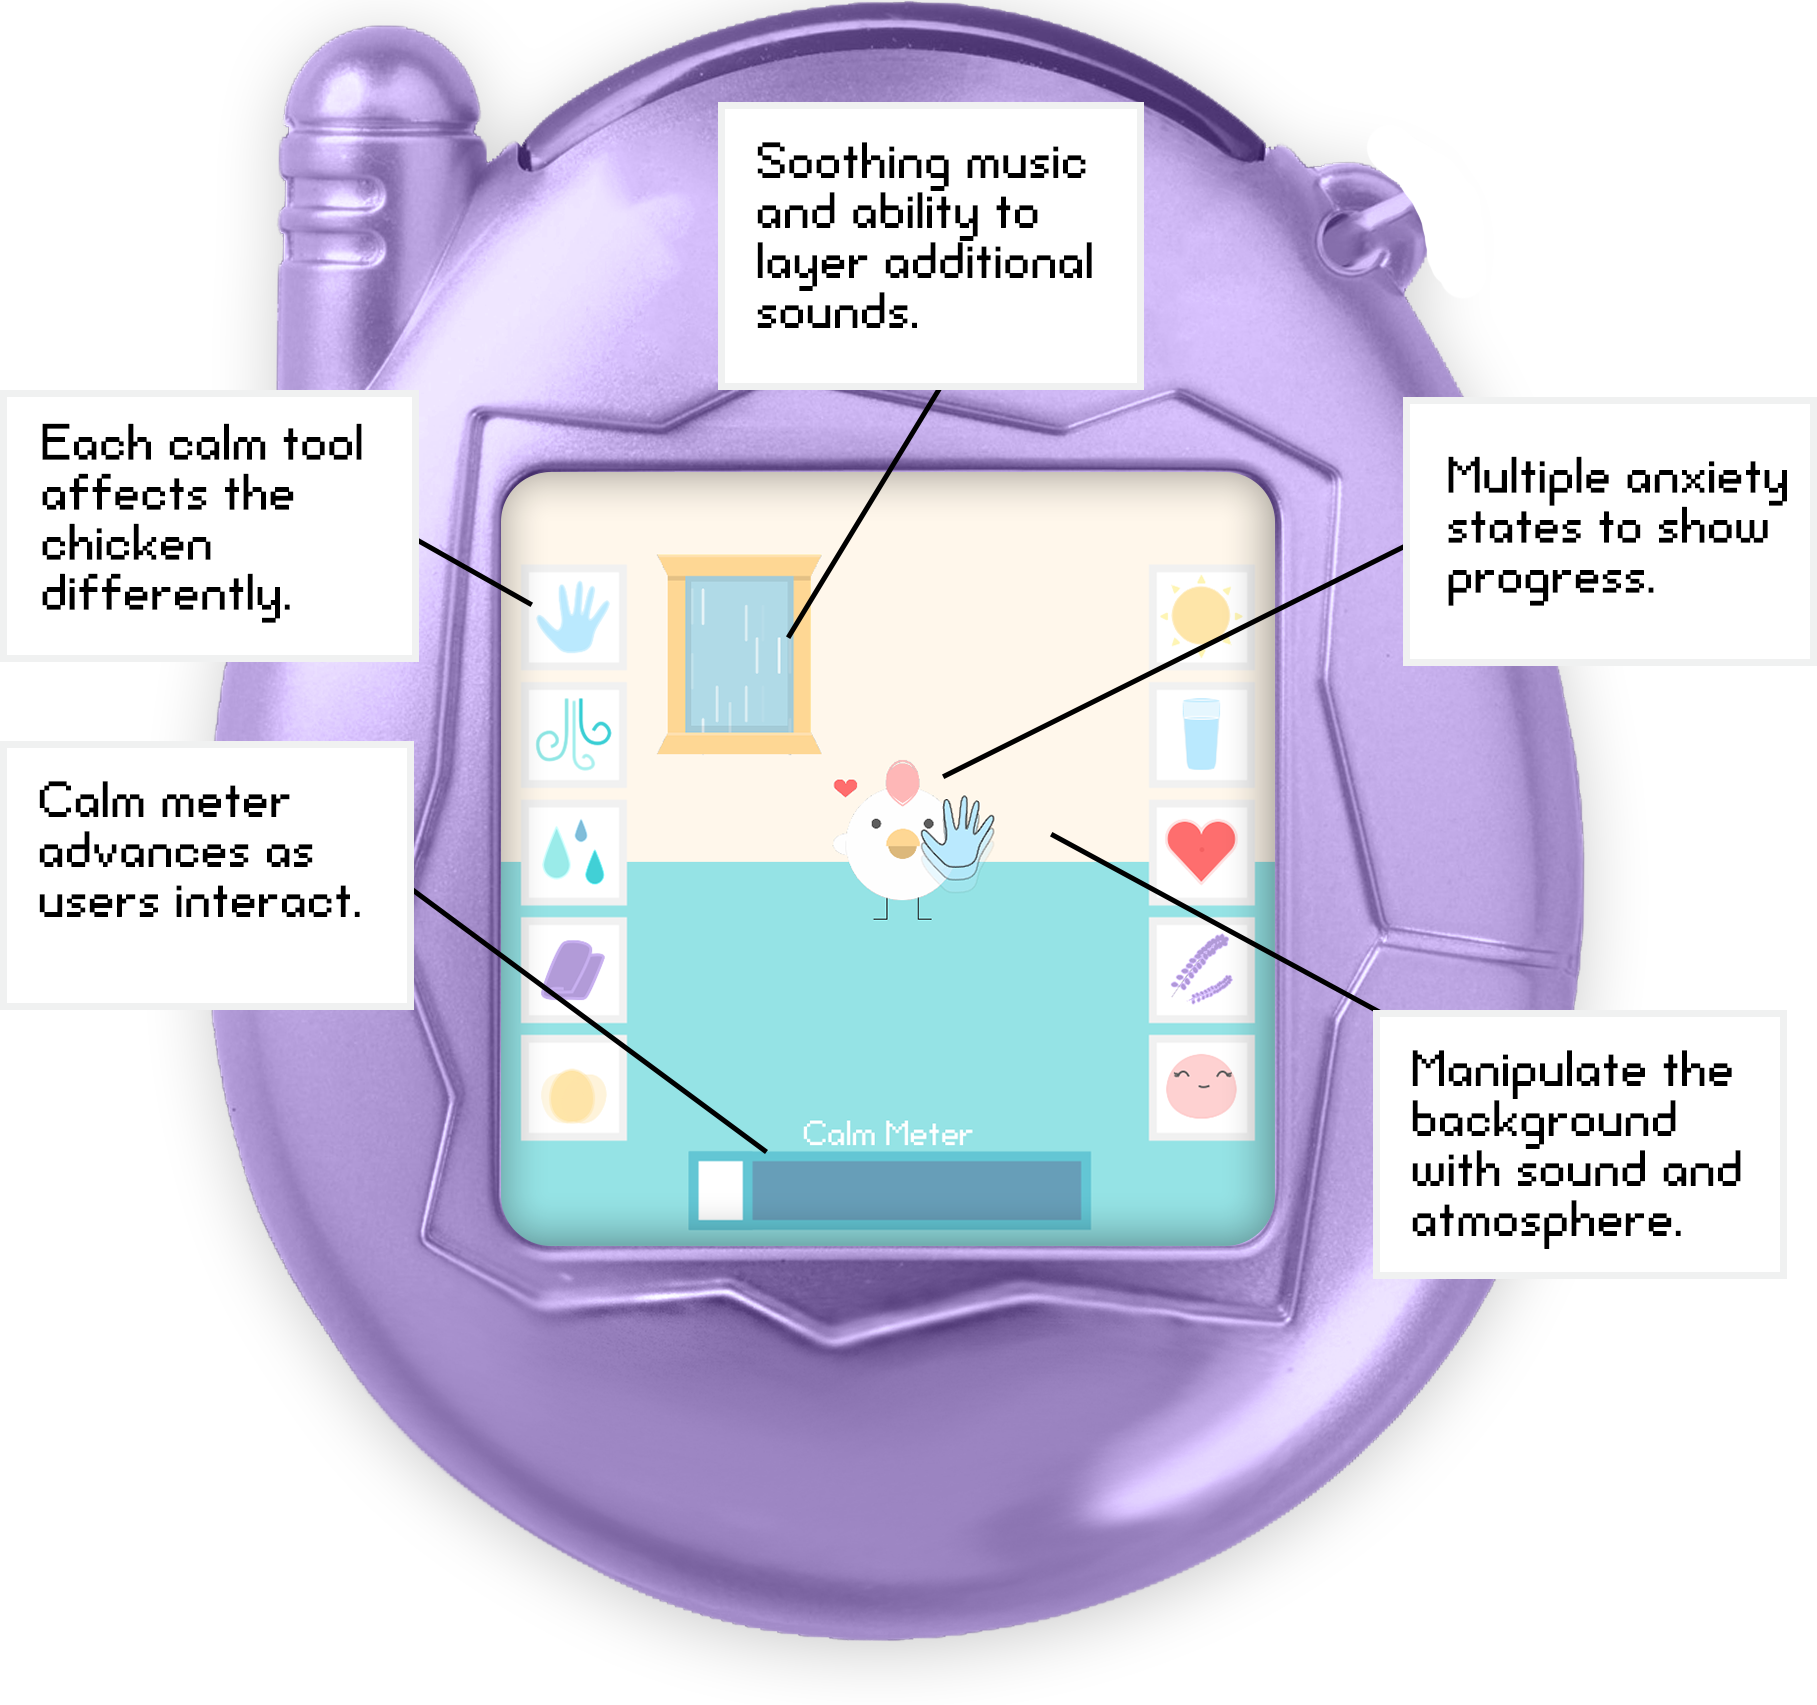 Soothing music
and ability to
layer additional
sounds.
Each calm tool
affects the
chicken
differently.
Multiple anxiety
states to show
progress.
Calm meter
advances as
users interact.
Manipulate the
background
with sound and
atmosphere.
Calm Meter